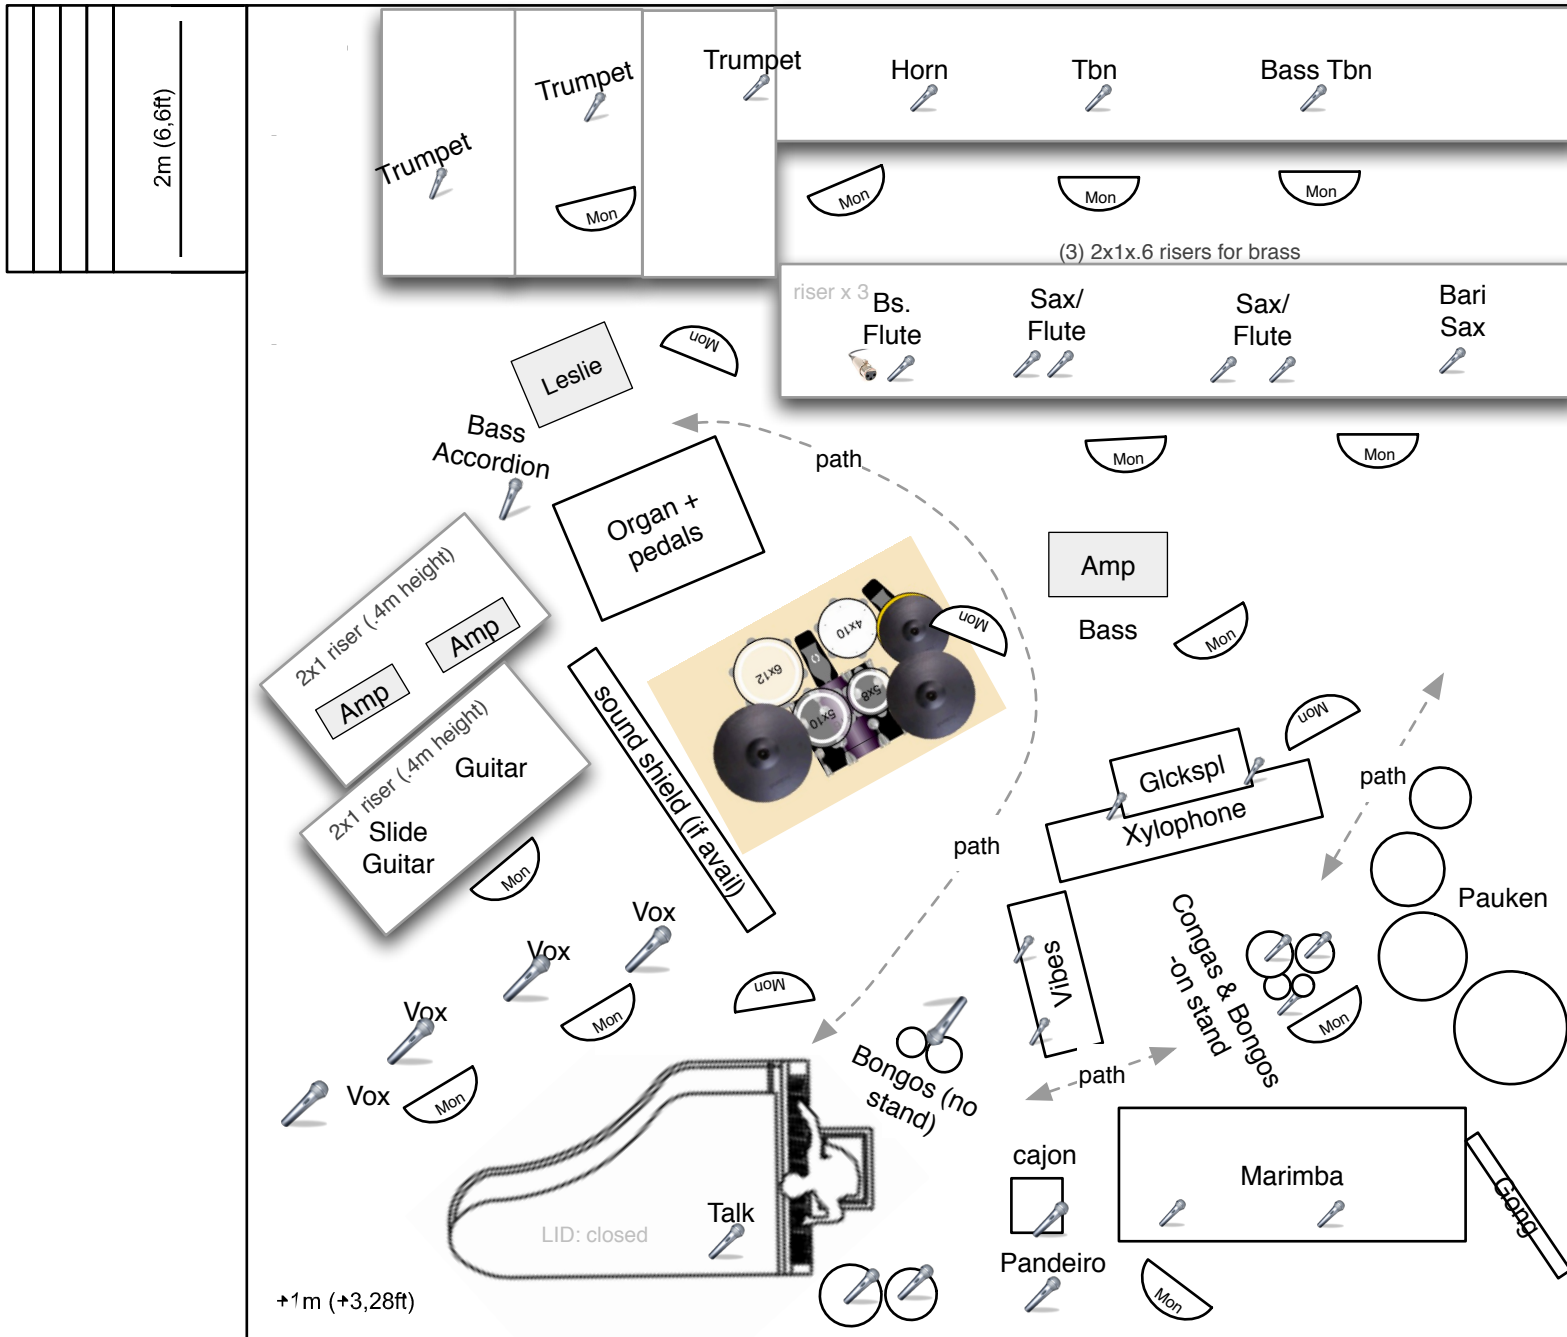 2m (6,6ft)
Trumpet
Trumpet
Trumpet
Horn
Tbn
Bass Tbn
Mon
Mon
Mon
Mon
(3) 2x1x.6 risers for brass
riser x 3
Bs.
Flute
Sax/
Flute
Sax/
Flute
Bari
Sax
Mon
Leslie
Mon
Mon
Bass
Accordion
path
Organ +
pedals
Amp
Bass
Mon
2x1 riser (.4m height)
Amp
Amp
4x10
6x12
5x8
5x10
Mon
2x1 riser (.4m height)
Guitar
Slide
Guitar
Mon
sound shield (if avail)
Mon
path
Glckspl
Xylophone
path
Pauken
Vox
Vox
Vox
Vox
Mon
Mon
Mon
Vibes
Congas & Bongos
-on stand
Mon
Bongos (no
stand)
path
cajon
Marimba
Gong
Talk
LID: closed
Pandeiro
Mon
+1m (+3,28ft)